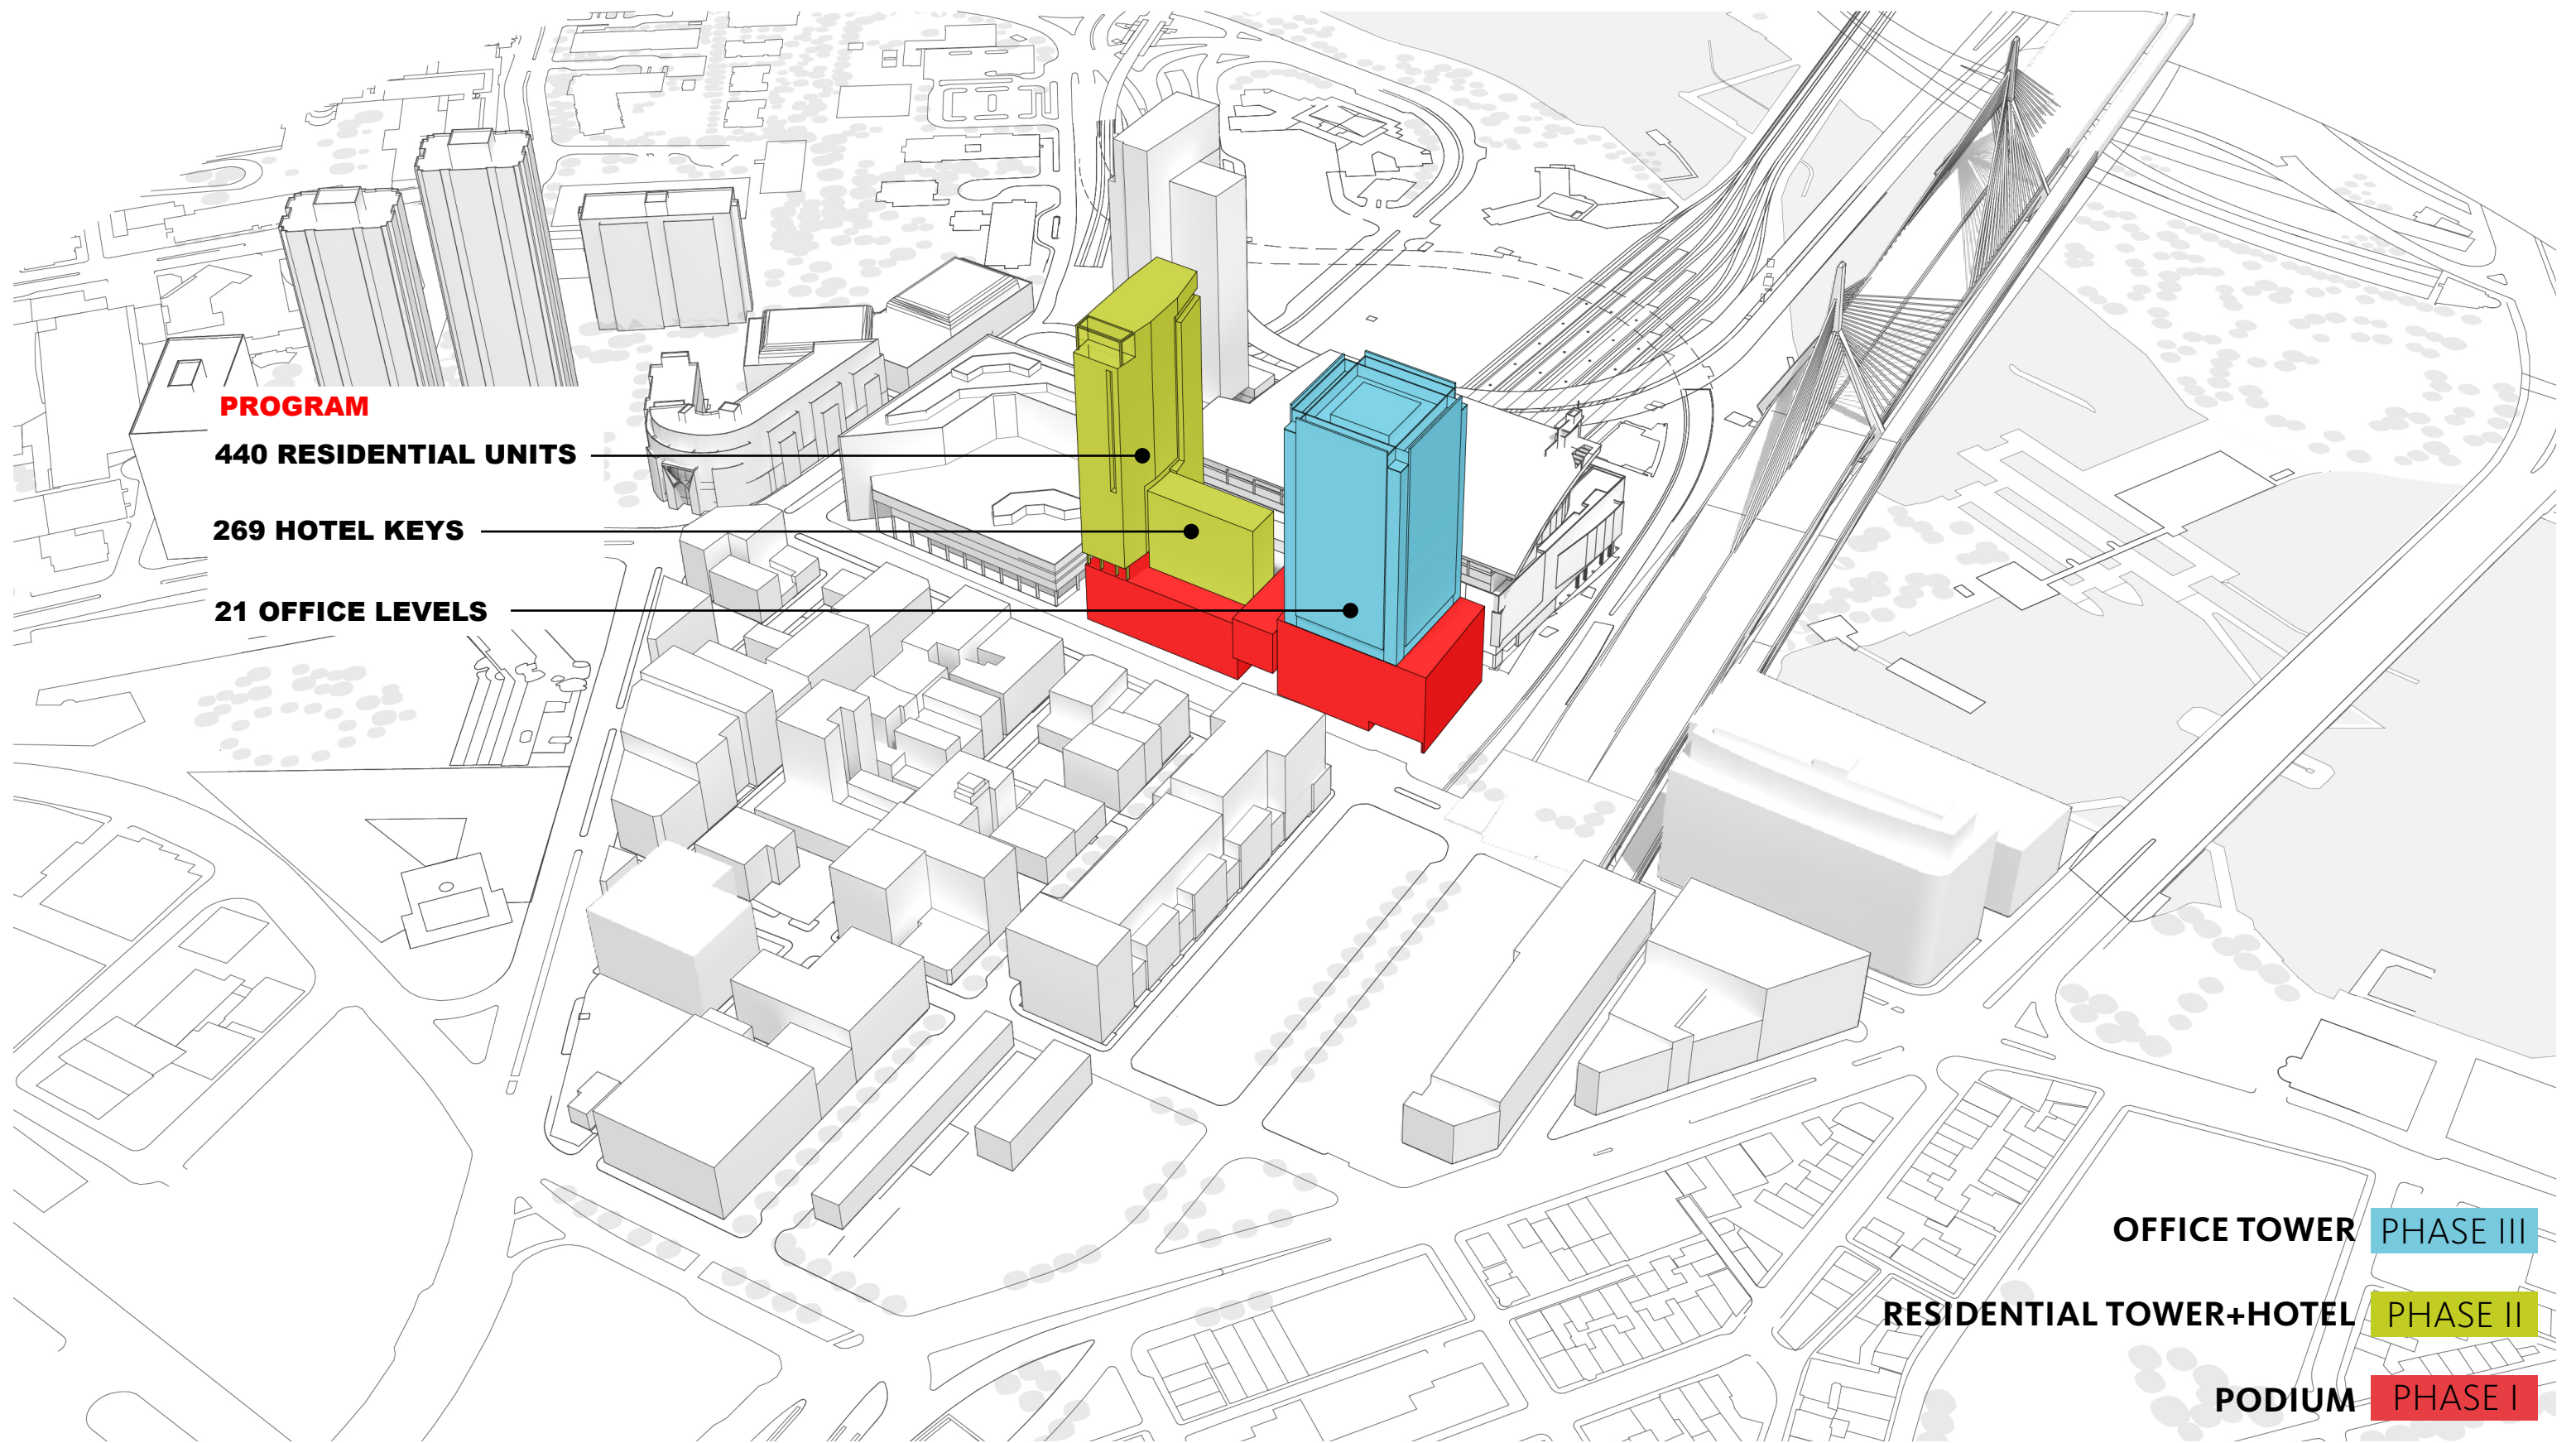 PROGRAM
440 RESIDENTIAL UNITS
269 HOTEL KEYS
21 OFFICE LEVELS
OFFICE TOWER PHASE III
RESIDENTIAL TOWER+HOTEL PHASE II
PODIUM PHASE I